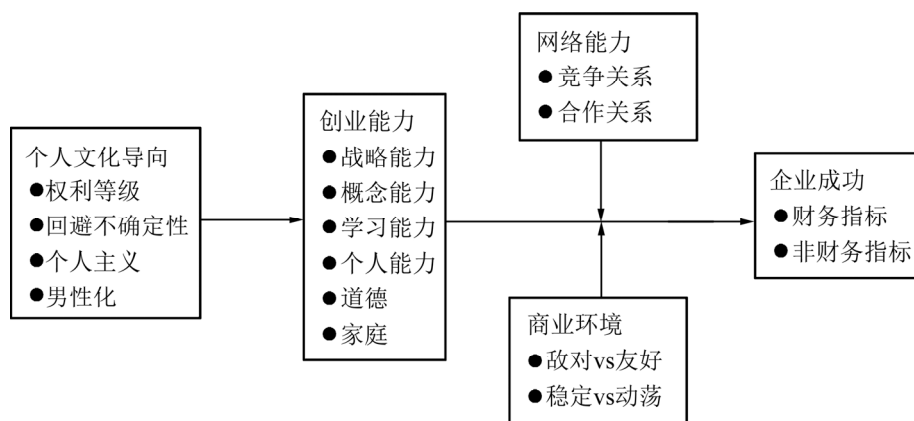 个人文化导向
●权利等级
●回避不确定性
●个人主义
●男性化
创业能力
●战略能力
●概念能力
●学习能力
●个人能力
●道德
●家庭
网络能力
●竞争关系
●合作关系
商业环境
●敌对vs友好
●稳定vs动荡
企业成功
●财务指标
●非财务指标